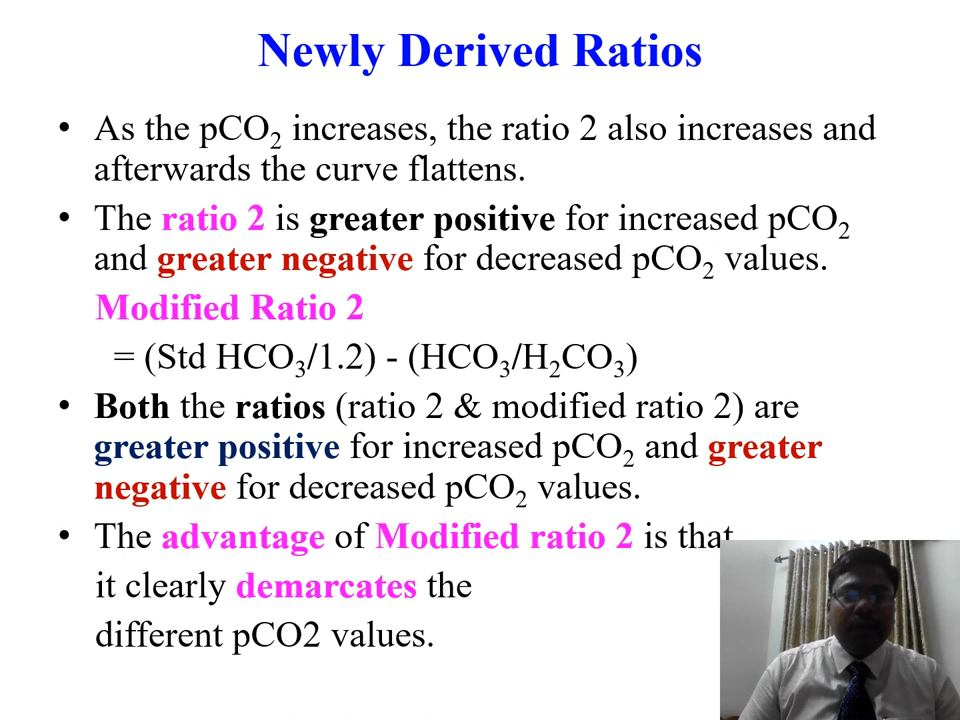 Newly Derived Ratios
• As the pCO₂ increases, the ratio 2 also increases and
afterwards the curve flattens.
• The ratio 2 is greater positive for increased pCO₂
and greater negative for decreased pCO₂ values.
Modified Ratio 2
= (Std HCO₃/1.2) - (HCO₃/H₂CO₃)
• Both the ratios (ratio 2 & modified ratio 2) are
greater positive for increased pCO₂ and greater
negative for decreased pCO₂ values.
• The advantage of Modified ratio 2 is that
it clearly demarcates the
different pCO2 values.